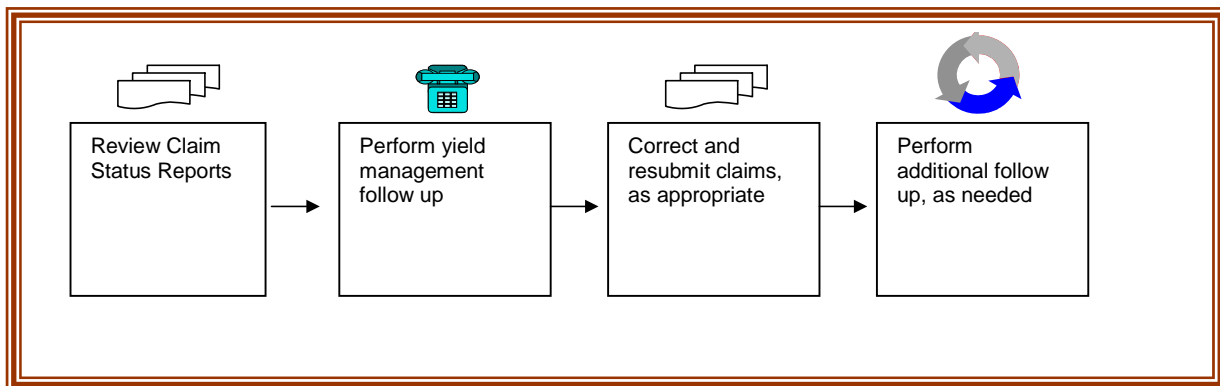 Review Claim
Status Reports
Perform yield
management
follow up
Correct and
resubmit claims,
as appropriate
Perform
additional follow
up, as needed